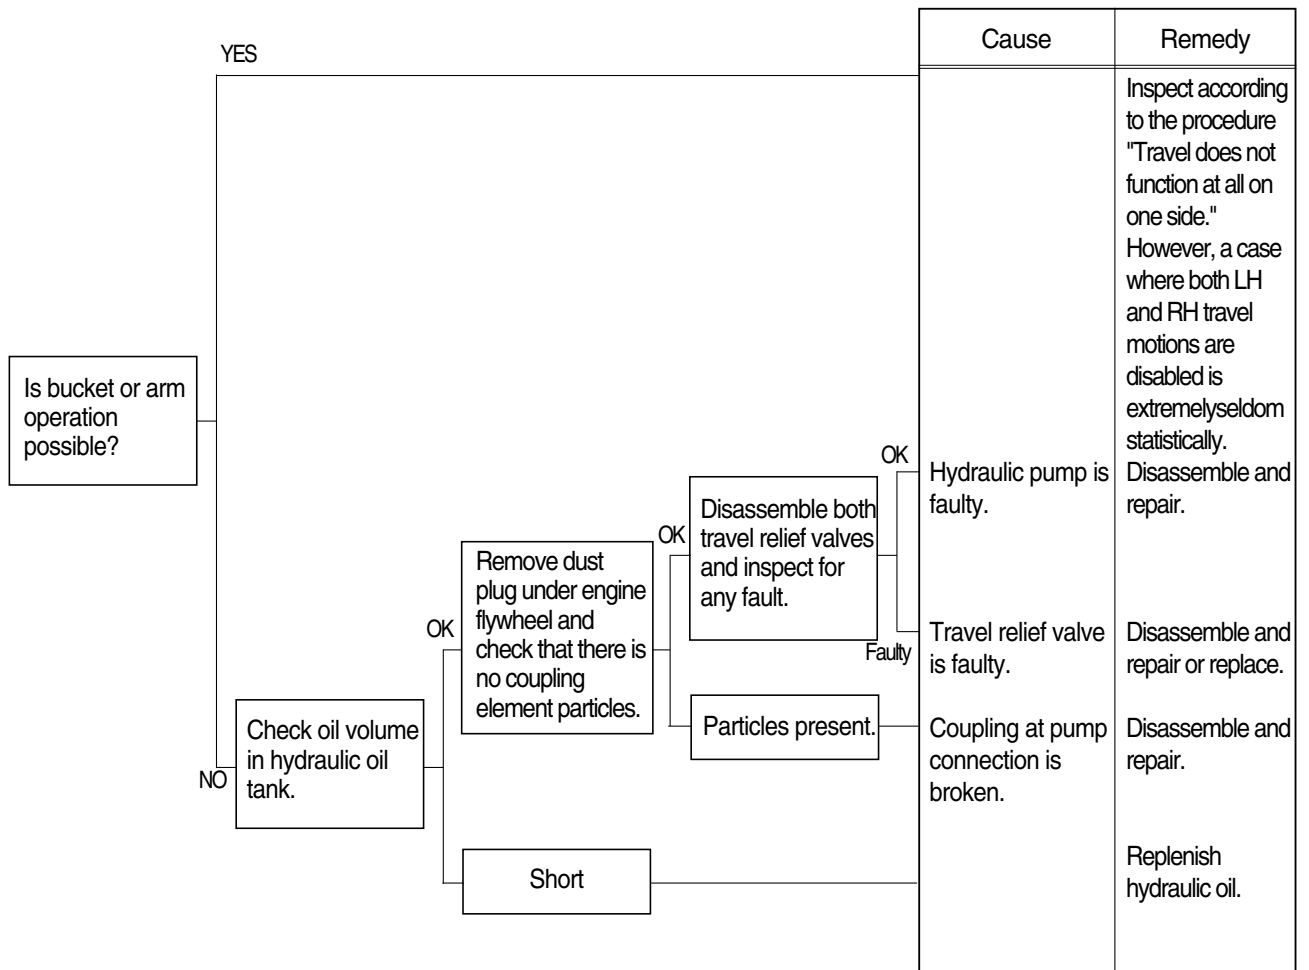 Cause
Remedy
YES
Inspect according
to the procedure
"Travel does not
function at all on
one side."
However, a case
where both LH
and RH travel
motions are
disabled is
extremelyseldom
statistically.
Is bucket or arm
operation
possible?
NO
Check oil volume
in hydraulic oil
tank.
OK
Remove dust
plug under engine
flywheel and
check that there is
no coupling
element particles.
OK
Disassemble both
travel relief valves
and inspect for
any fault.
OK
Hydraulic pump is
faulty.
Disassemble and
repair.
Faulty
Travel relief valve
is faulty.
Disassemble and
repair or replace.
Particles present.
Coupling at pump
connection is
broken.
Disassemble and
repair.
Short
Replenish
hydraulic oil.